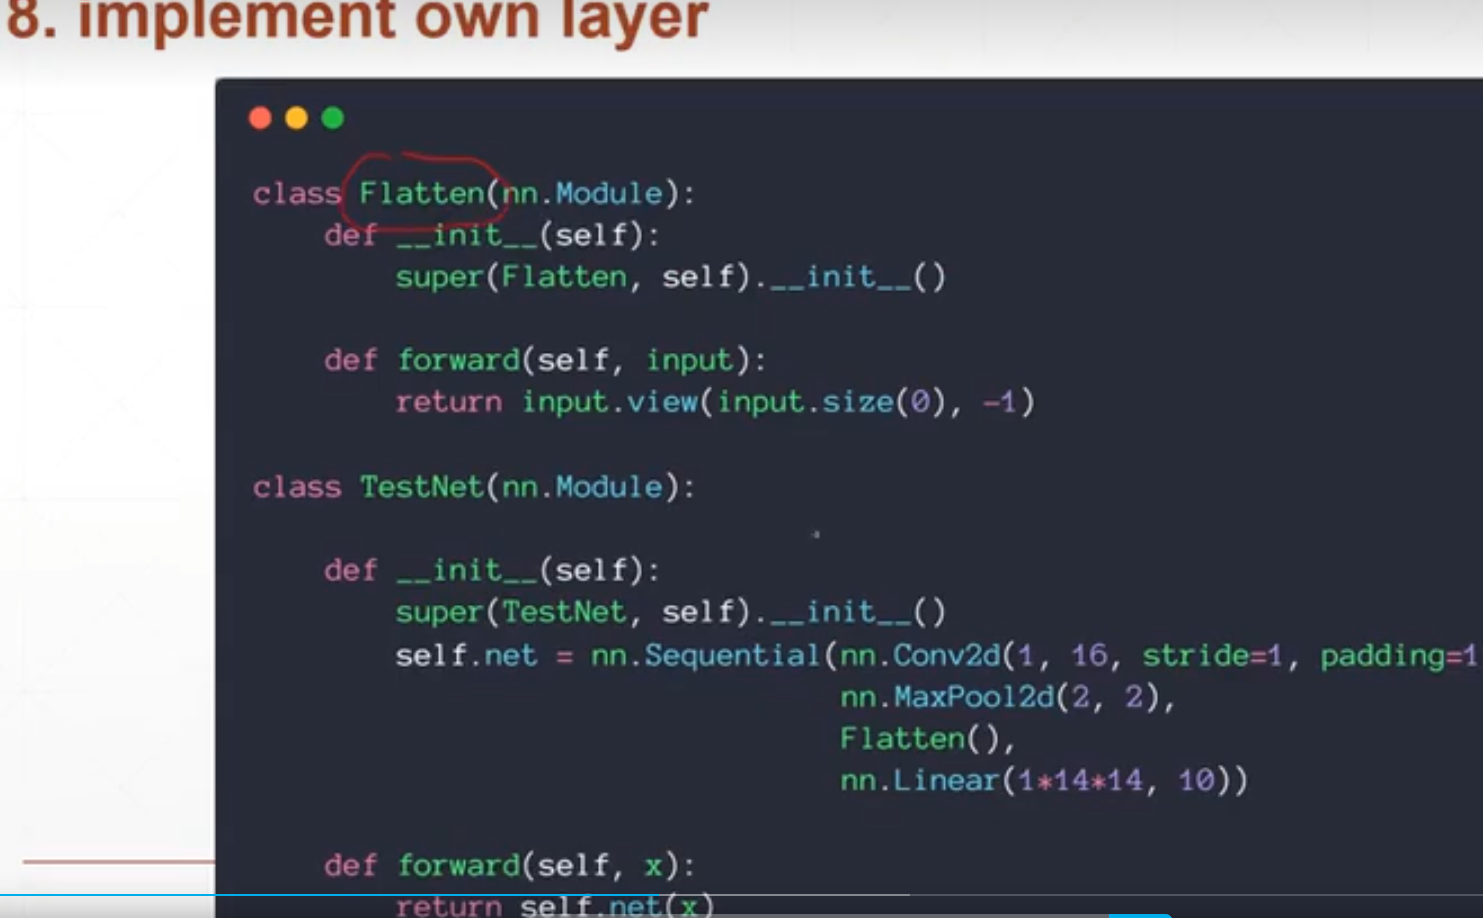 8. implement own layer
class Flatten(nn.Module):
    def __init__(self):
        super(Flatten, self).__init__()
    def forward(self, input):
        return input.view(input.size(0), -1)
class TestNet(nn.Module):
    def __init__(self):
        super(TestNet, self).__init__()
        self.net = nn.Sequential(nn.Conv2d(1, 16, stride=1, padding=1
                                 nn.MaxPool2d(2, 2),
                                 Flatten(),
                                 nn.Linear(1*14*14, 10))
    def forward(self, x):
        return self.net(x)